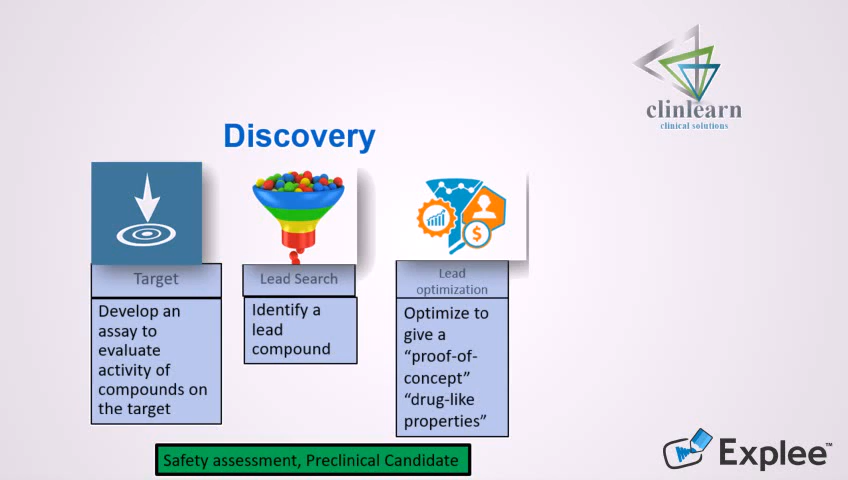 clinlearn
clinical solutions
Discovery
Target
Develop an
assay to
evaluate
activity of
compounds on
the target
Lead Search
Identify a
lead
compound
Lead
optimization
Optimize to
give a
“proof-of-
concept”
“drug-like
properties”
$
Safety assessment, Preclinical Candidate
Explee™